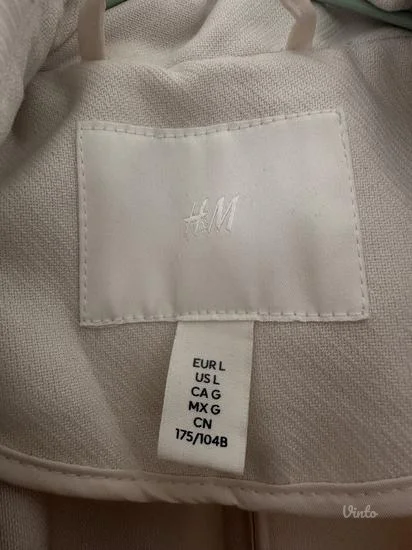 H&M
EUR L
US L
CA G
MX G
CN
175/104B
Vinto